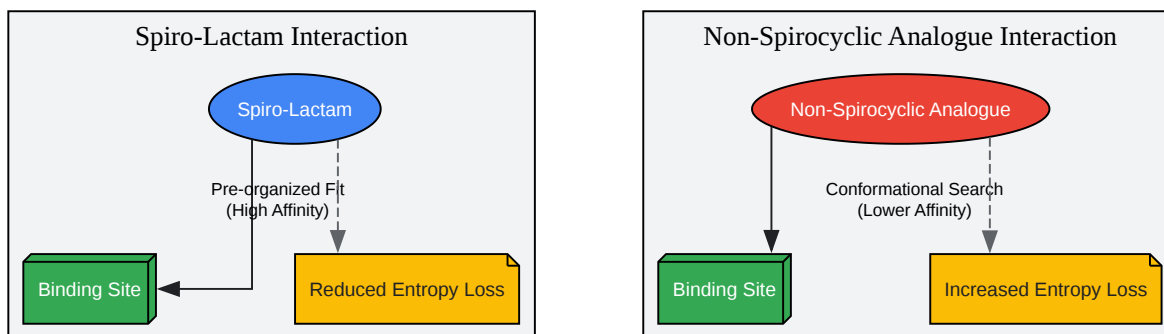 Spiro-Lactam Interaction
Spiro-Lactam
Pre-organized Fit
(High Affinity)
Binding Site
Reduced Entropy Loss
Non-Spirocyclic Analogue Interaction
Non-Spirocyclic Analogue
Conformational Search
(Lower Affinity)
Binding Site
Increased Entropy Loss